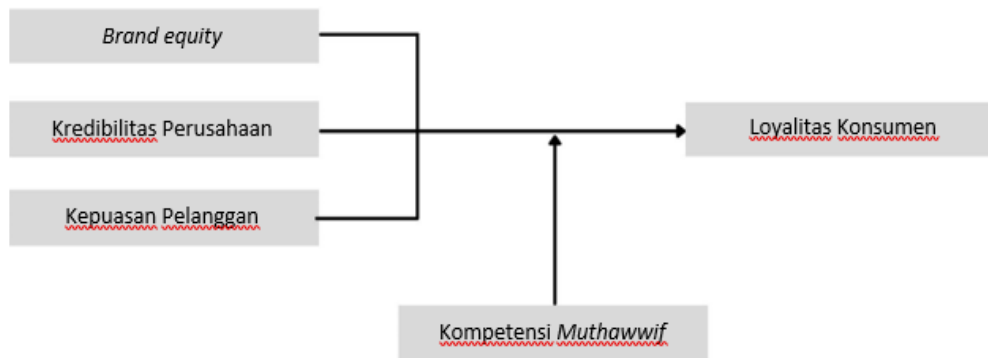 Brand equity
Kredibilitas Perusahaan
Loyalitas Konsumen
Kepuasan Pelanggan
Kompetensi Muthawwif